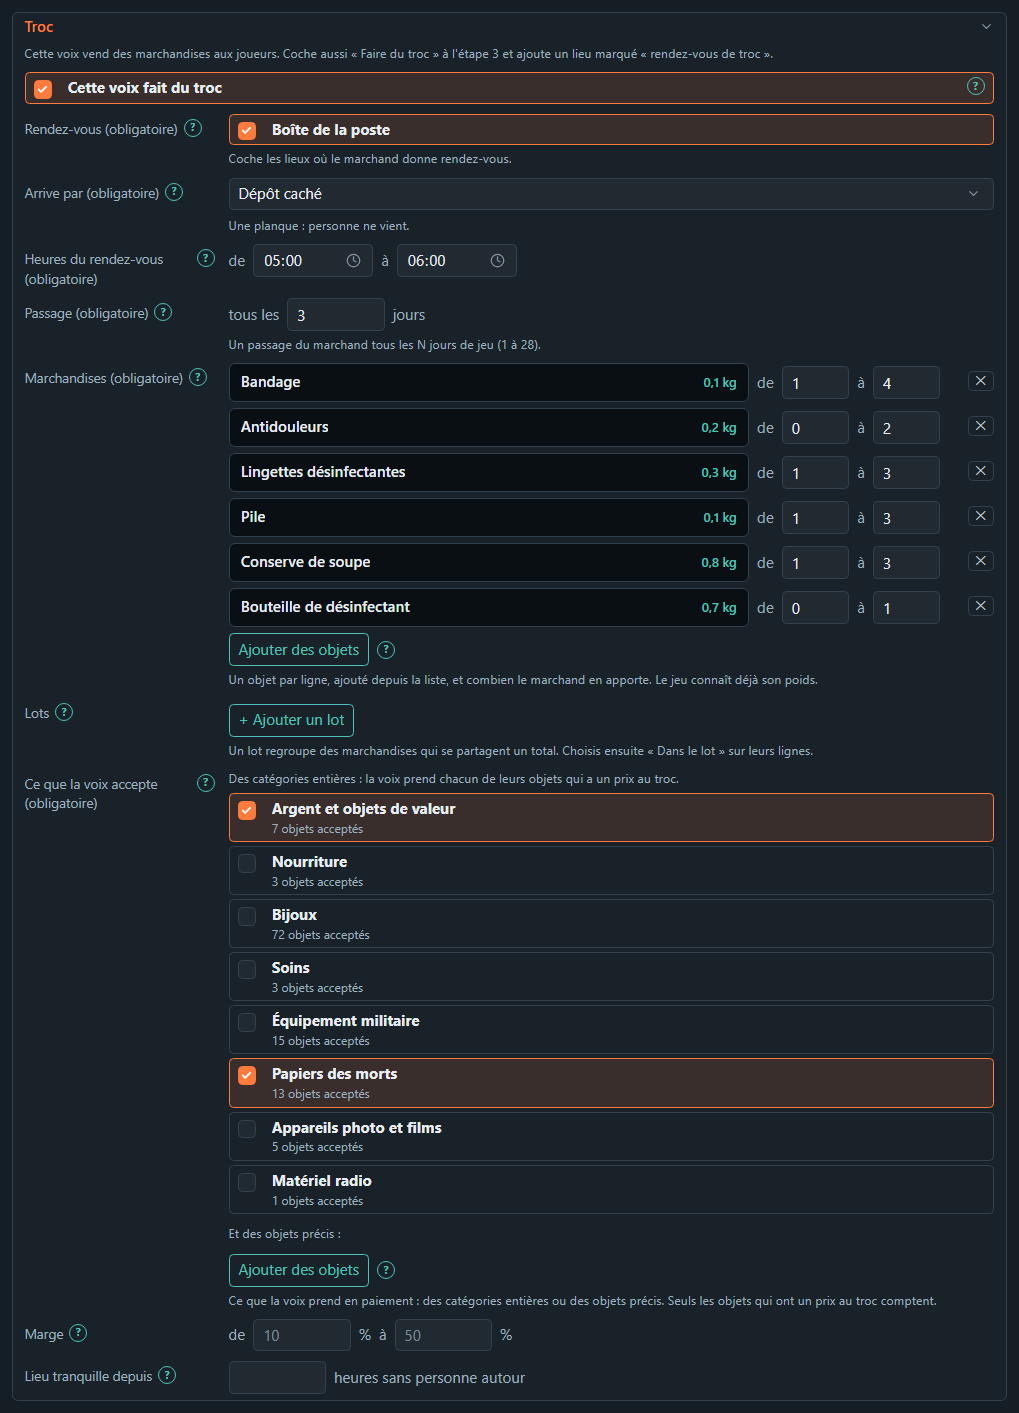 Troc
Cette voix vend des marchandises aux joueurs. Coche aussi « Faire du troc » à l'étape 3 et ajoute un lieu marqué « rendez-vous de troc ».
Cette voix fait du troc ?
Rendez-vous (obligatoire) ? Boîte de la poste
Coche les lieux où le marchand donne rendez-vous.
Arrive par (obligatoire) ? Dépôt caché
Une planque : personne ne vient.
Heures du rendez-vous (obligatoire) ? de 05:00 à 06:00
Passage (obligatoire) ? tous les 3 jours
Un passage du marchand tous les N jours de jeu (1 à 28).
Marchandises (obligatoire) ? Bandage 0,1 kg de 1 à 4
Antidouleurs 0,2 kg de 0 à 2
Lingettes désinfectantes 0,3 kg de 1 à 3
Pile 0,1 kg de 1 à 3
Conserve de soupe 0,8 kg de 1 à 3
Bouteille de désinfectant 0,7 kg de 0 à 1
Ajouter des objets ?
Un objet par ligne, ajouté depuis la liste, et combien le marchand en apporte. Le jeu connaît déjà son poids.
Lots ? + Ajouter un lot
Un lot regroupe des marchandises qui se partagent un total. Choisis ensuite « Dans le lot » sur leurs lignes.
Ce que la voix accepte (obligatoire) ? Des catégories entières : la voix prend chacun de leurs objets qui a un prix au troc.
Argent et objets de valeur
7 objets acceptés
Nourriture
3 objets acceptés
Bijoux
72 objets acceptés
Soins
3 objets acceptés
Équipement militaire
15 objets acceptés
Papiers des morts
13 objets acceptés
Appareils photo et films
5 objets acceptés
Matériel radio
1 objets acceptés
Et des objets précis :
Ajouter des objets ?
Ce que la voix prend en paiement : des catégories entières ou des objets précis. Seuls les objets qui ont un prix au troc comptent.
Marge ? de 10 % à 50 %
Lieu tranquille depuis ? heures sans personne autour